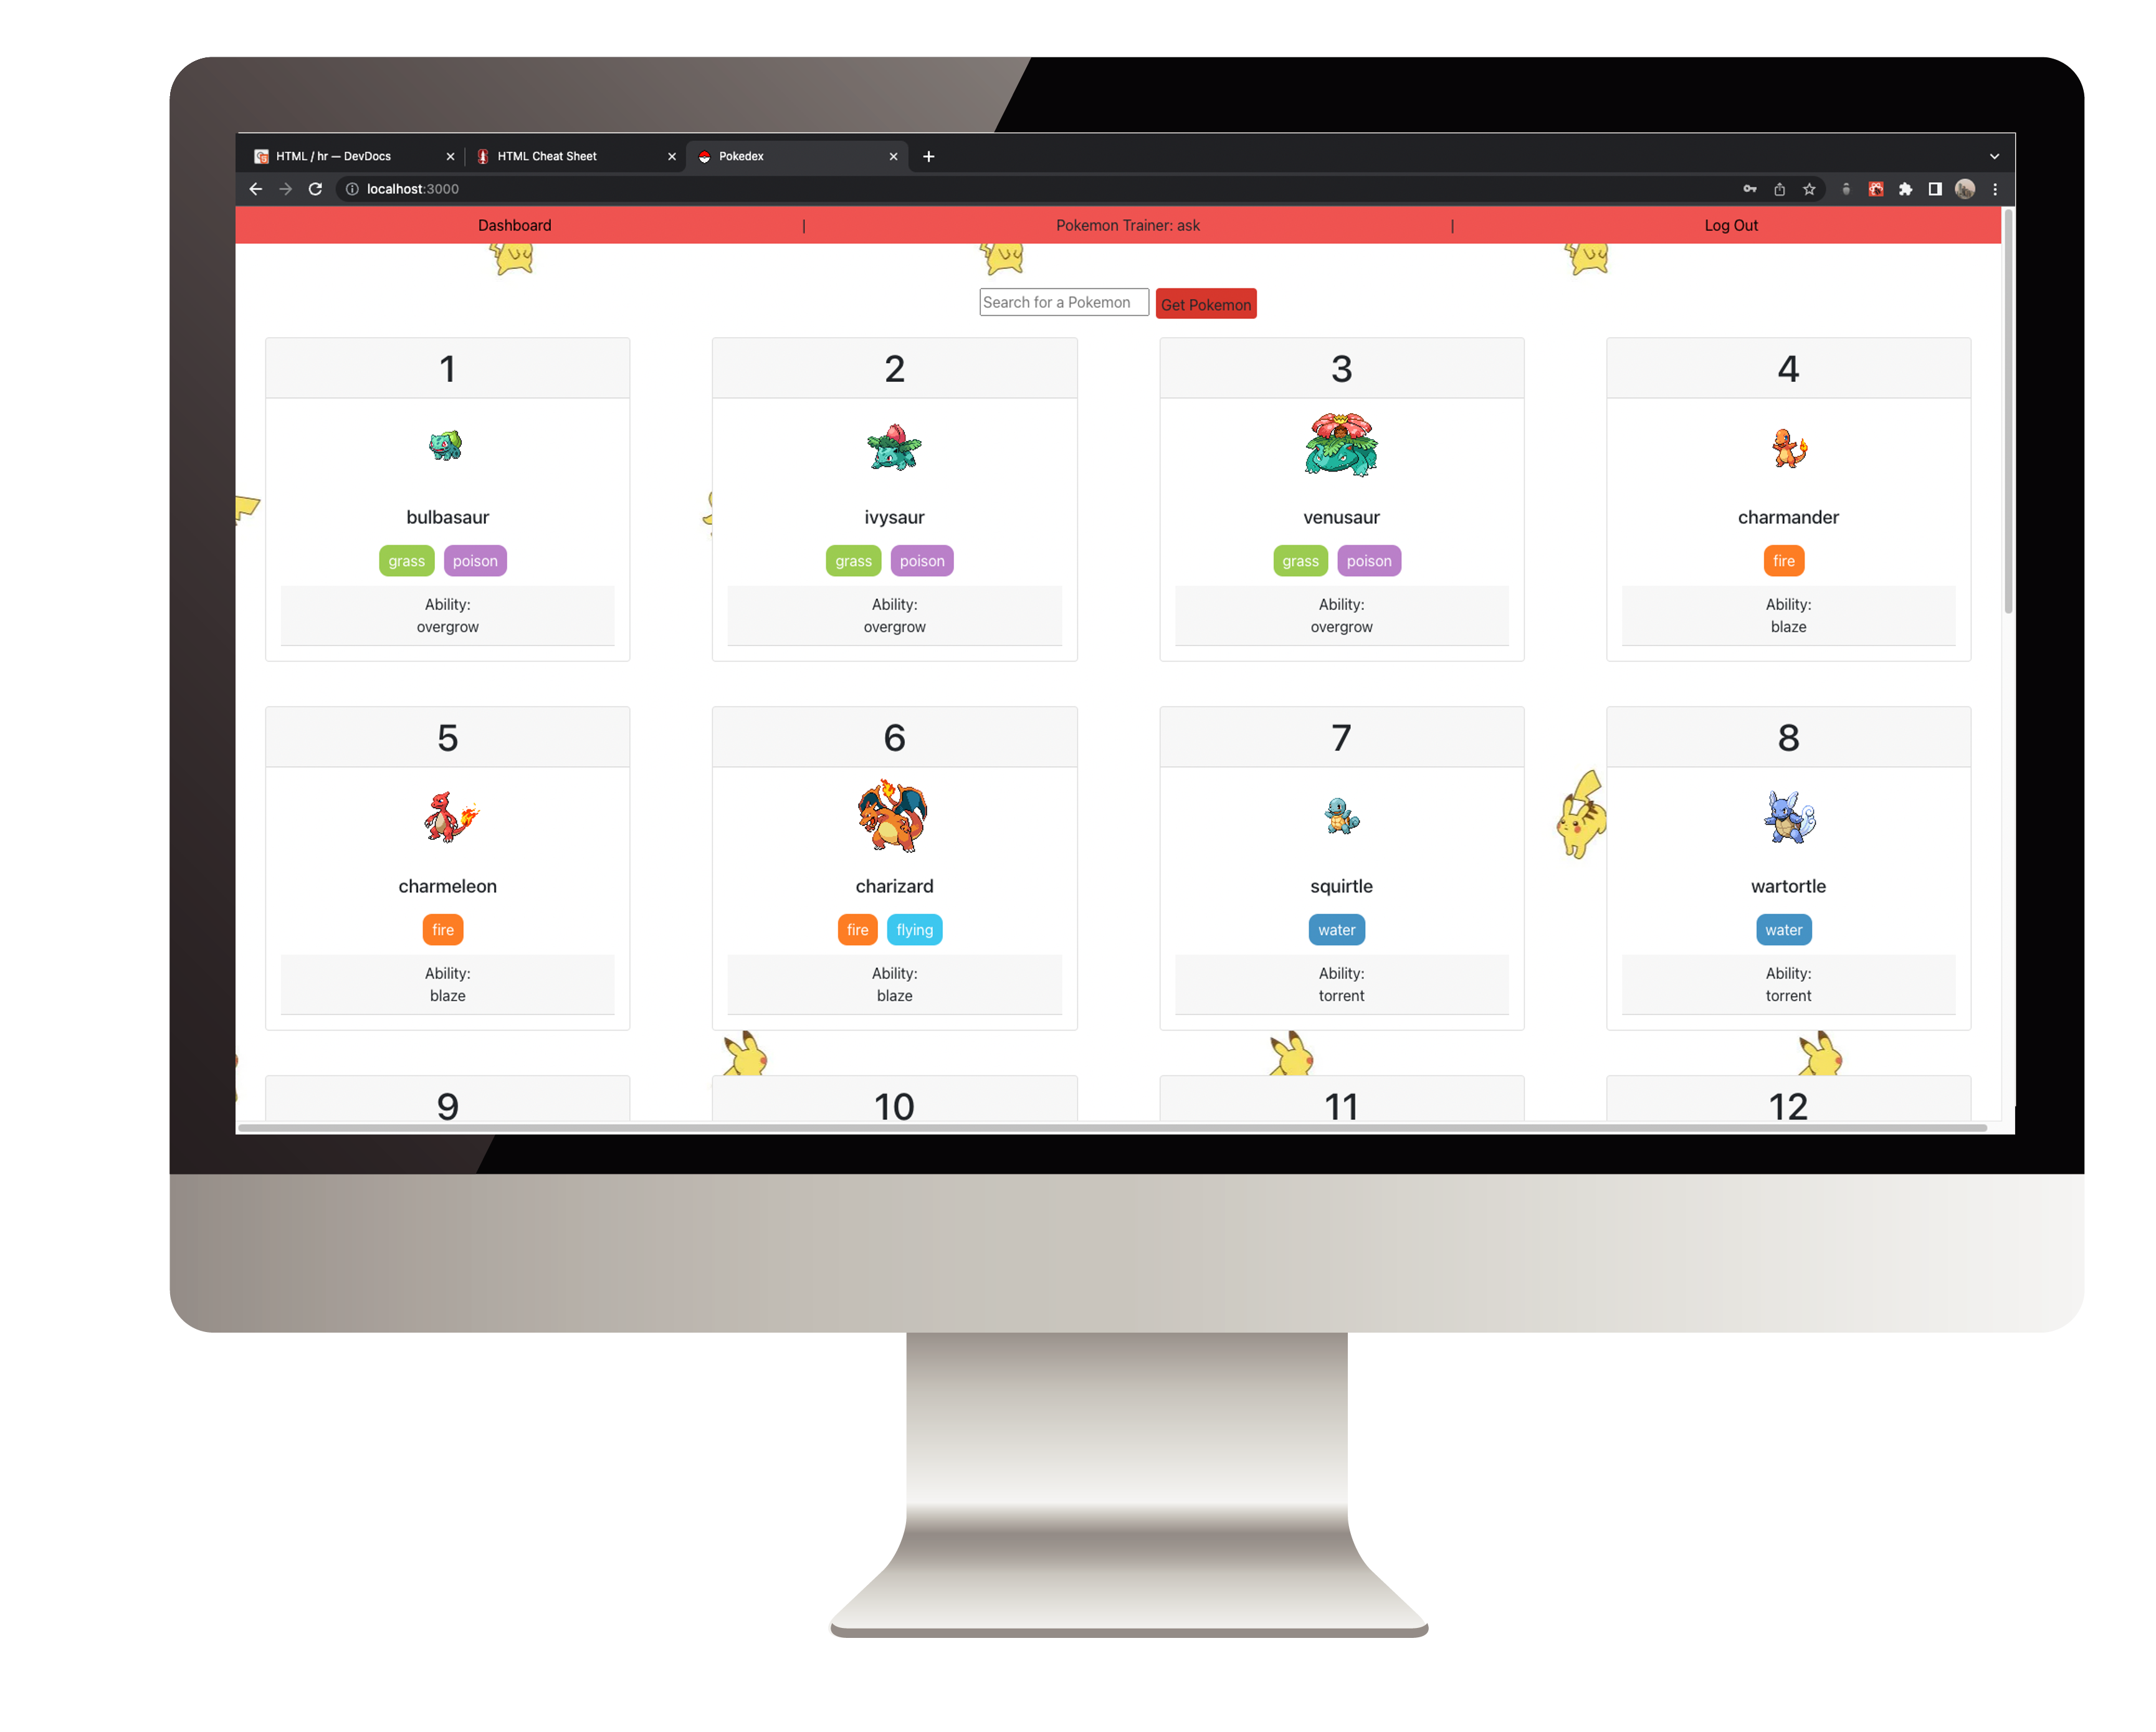 HTML / hr — DevDocs
HTML Cheat Sheet
Pokedex
localhost:3000
Dashboard | Pokemon Trainer: ask | Log Out
Search for a Pokemon
Get Pokemon
1
2
3
4
bulbasaur
ivysaur
venusaur
charmander
grass poison
grass poison
grass poison
fire
Ability:
overgrow
Ability:
overgrow
Ability:
overgrow
Ability:
blaze
5
6
7
8
charmeleon
charizard
squirtle
wartortle
fire
fire flying
water
water
Ability:
blaze
Ability:
blaze
Ability:
torrent
Ability:
torrent
9
10
11
12